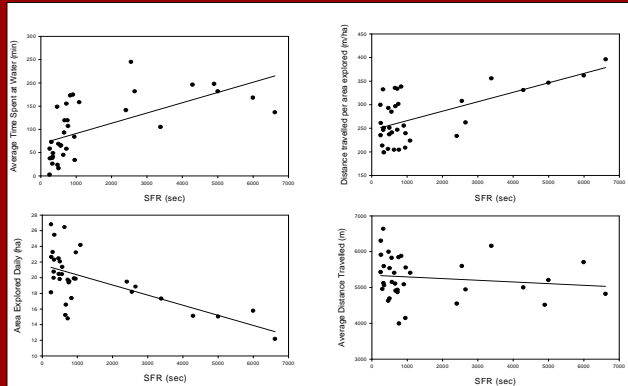 Average Time Spent at Water (min)
300
250
200
150
100
50
0
0 1000 2000 3000 4000 5000 6000 7000
SFR (sec)
Distance travelled per area explored (m/ha)
450
400
350
300
250
200
150
0 1000 2000 3000 4000 5000 6000 7000
SFR (sec)
Area Explored Daily (ha)
28
26
24
22
20
18
16
14
12
10
0 1000 2000 3000 4000 5000 6000 7000
SFR (sec)
Average Distance Travelled (m)
7000
6000
5000
4000
3000
0 1000 2000 3000 4000 5000 6000 7000
SFR (sec)